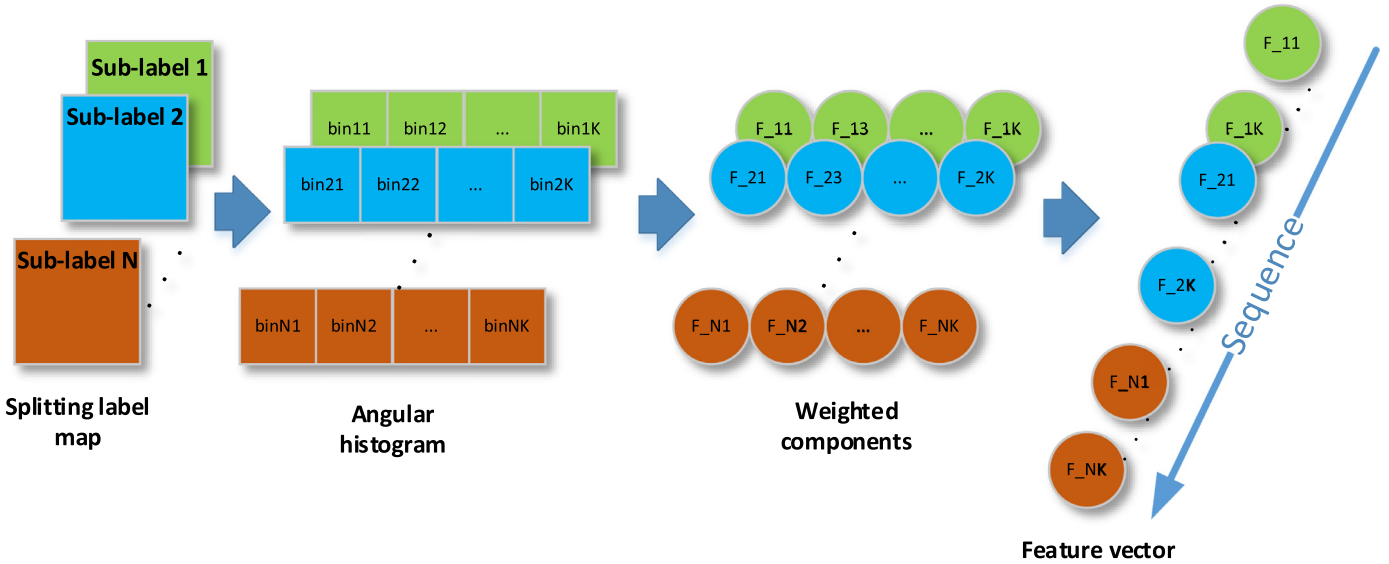 Sub-label 1
Sub-label 2
Sub-label N
Splitting label
map
bin11 bin12 ... bin1K
bin21 bin22 ... bin2K
binN1 binN2 ... binNK
Angular
histogram
F_11 F_13 ... F_1K
F_21 F_23 ... F_2K
F_N1 F_N2 ... F_NK
Weighted
components
F_11
F_1K
F_21
F_2K
F_N1
F_NK
Sequence
Feature vector